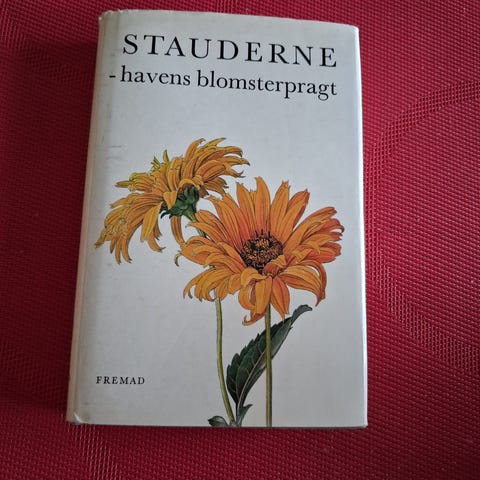 STAUDERNE
- havens blomsterpragt
FREMAD